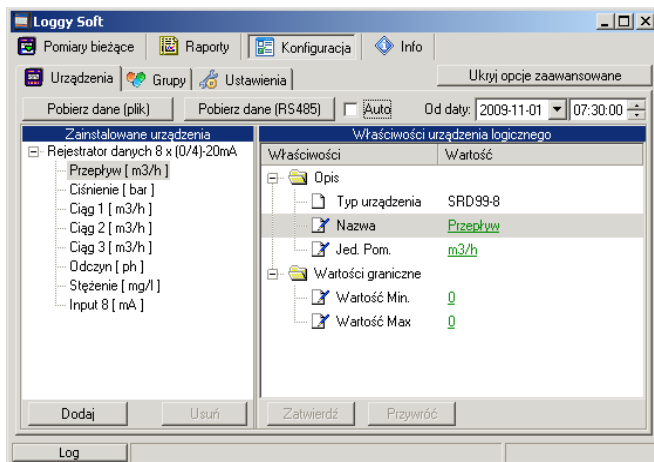 Loggy Soft
Pomiary bieżące Raporty Konfiguracja Info
Urządzenia Grupy Ustawienia Ukryj opcje zaawansowane
Pobierz dane (plik) Pobierz dane (RS485) Auto Od daty: 2009-11-01 07:30:00
Zainstalowane urządzenia Właściwości urządzenia logicznego
Rejestrator danych 8 x (0/4)-20mA Właściwości Wartość
Przepływ [ m3/h ] Opis
Ciśnienie [ bar ] Typ urządzenia SRD99-8
Ciąg 1 [ m3/h ] Nazwa Przepływ
Ciąg 2 [ m3/h ]
Ciąg 3 [ m3/h ] Jed. Pom. m3/h
Odczyn [ ph ] Wartości graniczne
Stężenie [ mg/l ] Wartość Min. 0
Input 8 [ mA ] Wartość Max 0
Dodaj Usuń Zatwierdź Przywróć
Log